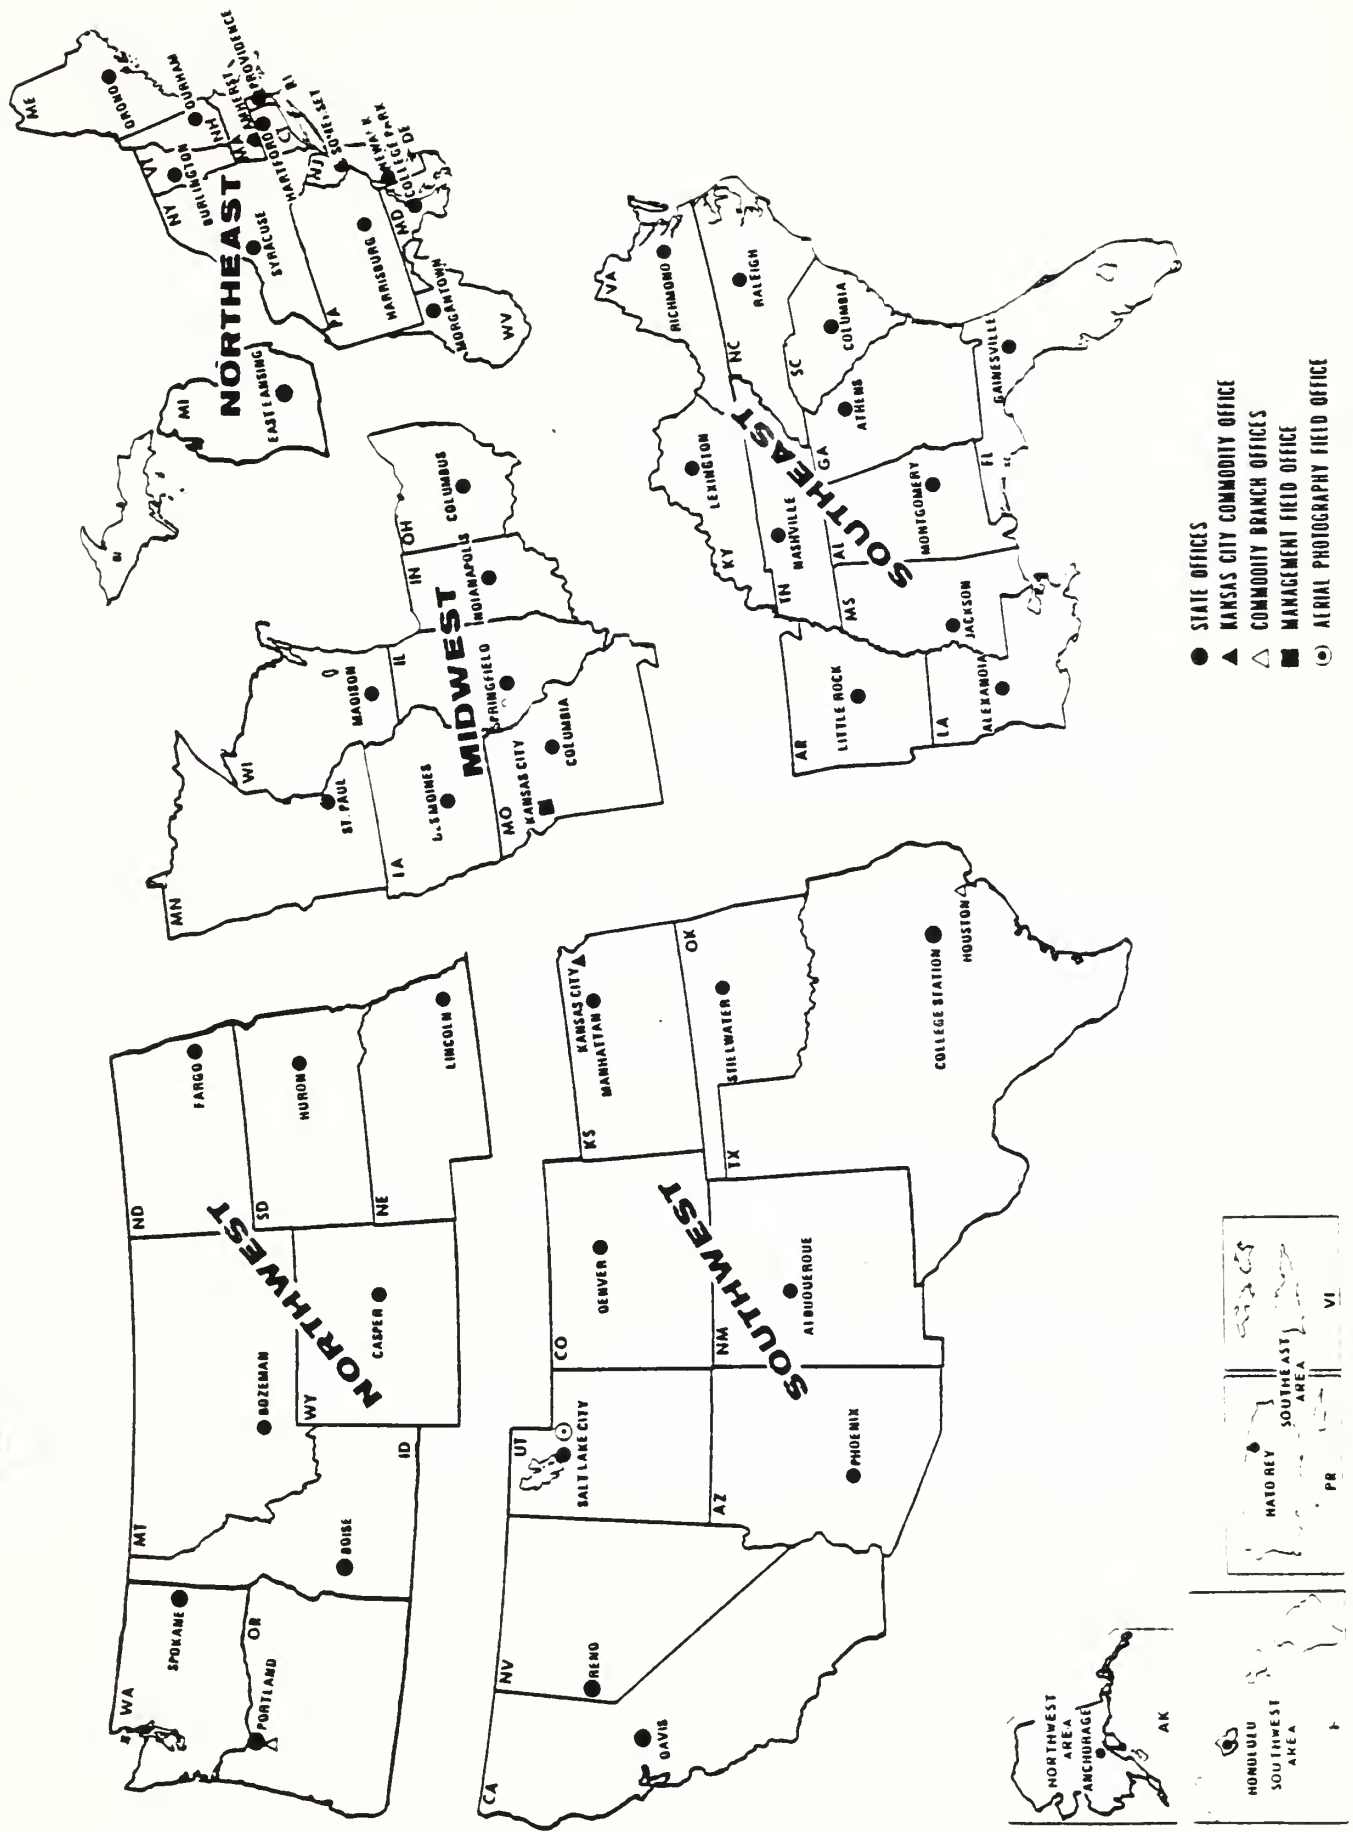 NORTHWEST
WA
SPOKANE
OR
PORTLAND
MT
BOZEMAN
ID
BOISE
WY
CASPER
ND
FARGO
SD
HURON
NE
LINCOLN
SOUTHWEST
CA
DAVIS
NV
RENO
UT
SALT LAKE CITY
AZ
PHOENIX
CO
DENVER
NM
ALBUQUERQUE
KS
KANSAS CITY
MANHATTAN
OK
STILLWATER
TX
COLLEGE STATION
HOUSTON
MIDWEST
MN
ST. PAUL
WI
MADISON
IA
DES MOINES
MO
KANSAS CITY
COLUMBIA
IL
SPRINGFIELD
IN
INDIANAPOLIS
OH
COLUMBUS
NORTHEAST
MI
MI
EAST LANSING
NY
SYRACUSE
VT
BURLINGTON
ME
ORONO
NH
DURHAM
MA
AMHERST
PROVIDENCE
HARTFORD
CT
RI
NJ
SOMERSET
PA
HARRISBURG
NEWARK
DE
MD
COLLEGE PARK
WV
MORGANTOWN
SOUTHEAST
VA
RICHMOND
NC
RALEIGH
SC
COLUMBIA
KY
LEXINGTON
TN
NASHVILLE
GA
ATHENS
AL
MONTGOMERY
MS
JACKSON
FL
GAINESVILLE
AR
LITTLE ROCK
LA
ALEXANDIA
NORTHWEST
AREA
ANCHORAGE
AK
HONOLULU
SOUTHWEST
AREA
HATO REY
PR
SOUTHEAST
AREA
VI
STATE OFFICES
KANSAS CITY COMMODITY OFFICE
COMMODITY BRANCH OFFICES
MANAGEMENT FIELD OFFICE
AERIAL PHOTOGRAPHY FIELD OFFICE